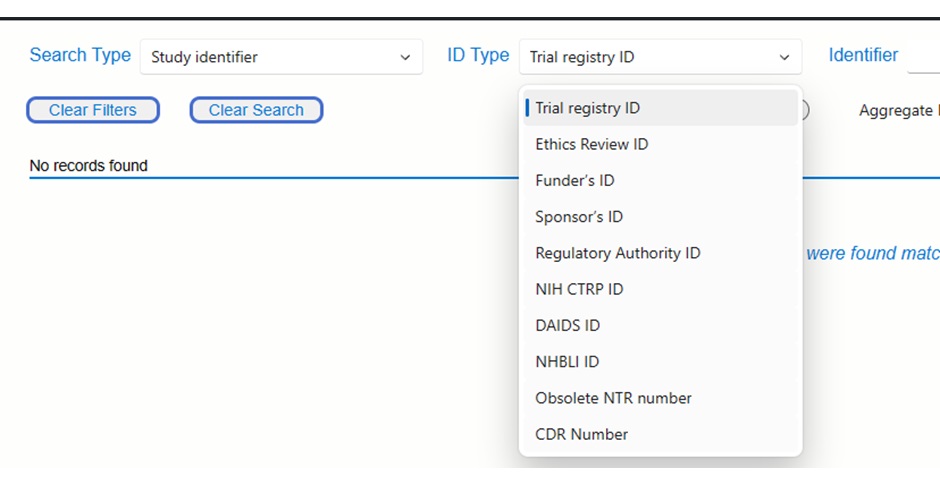 Search Type Study identifier ID Type Trial registry ID Identifier
Clear Filters Clear Search Trial registry ID Aggregate
Ethics Review ID
No records found
Funder's ID
Sponsor's ID
Regulatory Authority ID were found matc
NIH CTRP ID
DAIDS ID
NHBLI ID
Obsolete NTR number
CDR Number